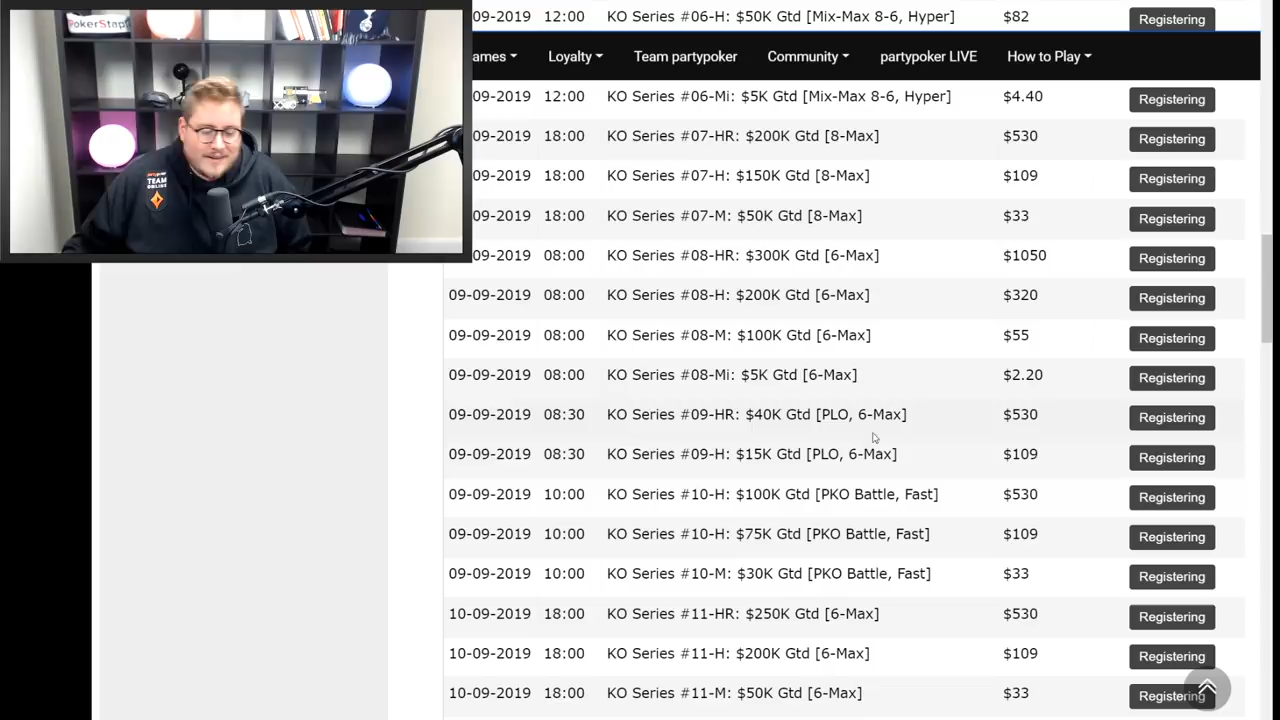 -09-2019 12:00 KO Series #06-H: $50K Gtd [Mix-Max 8-6, Hyper] $82 Registering
ames Loyalty Team partypoker Community partypoker LIVE How to Play
-09-2019 12:00 KO Series #06-Mi: $5K Gtd [Mix-Max 8-6, Hyper] $4.40 Registering
-09-2019 18:00 KO Series #07-HR: $200K Gtd [8-Max] $530 Registering
-09-2019 18:00 KO Series #07-H: $150K Gtd [8-Max] $109 Registering
-09-2019 18:00 KO Series #07-M: $50K Gtd [8-Max] $33 Registering
-09-2019 08:00 KO Series #08-HR: $300K Gtd [6-Max] $1050 Registering
09-09-2019 08:00 KO Series #08-H: $200K Gtd [6-Max] $320 Registering
09-09-2019 08:00 KO Series #08-M: $100K Gtd [6-Max] $55 Registering
09-09-2019 08:00 KO Series #08-Mi: $5K Gtd [6-Max] $2.20 Registering
09-09-2019 08:30 KO Series #09-HR: $40K Gtd [PLO, 6-Max] $530 Registering
09-09-2019 08:30 KO Series #09-H: $15K Gtd [PLO, 6-Max] $109 Registering
09-09-2019 10:00 KO Series #10-H: $100K Gtd [PKO Battle, Fast] $530 Registering
09-09-2019 10:00 KO Series #10-H: $75K Gtd [PKO Battle, Fast] $109 Registering
09-09-2019 10:00 KO Series #10-M: $30K Gtd [PKO Battle, Fast] $33 Registering
10-09-2019 18:00 KO Series #11-HR: $250K Gtd [6-Max] $530 Registering
10-09-2019 18:00 KO Series #11-H: $200K Gtd [6-Max] $109 Registering
10-09-2019 18:00 KO Series #11-M: $50K Gtd [6-Max] $33 Registering
PokerStap
TEAM
ONLINE